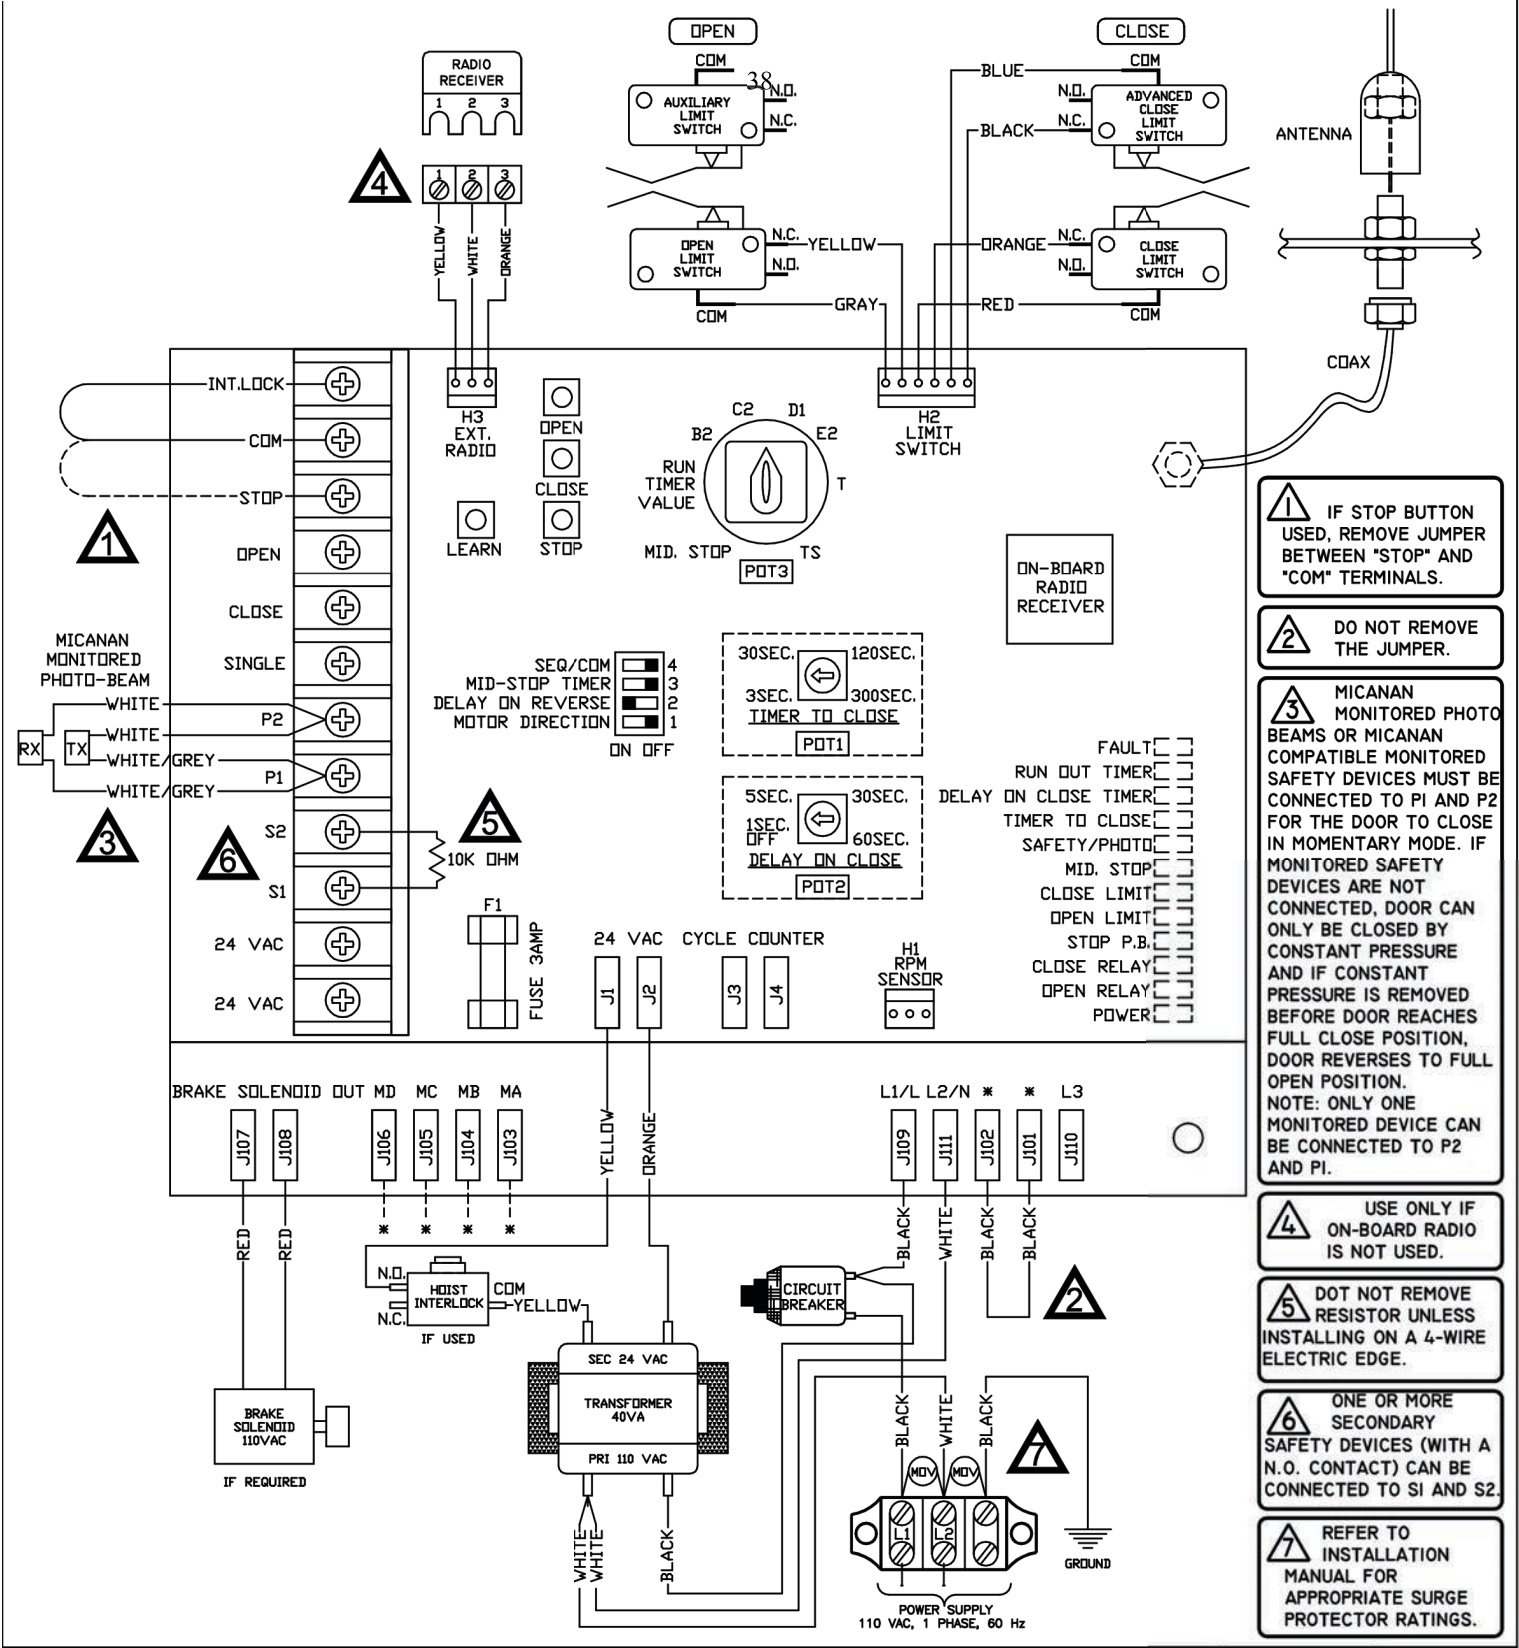 OPEN
CLOSE
38
RADIO
RECEIVER
1 2 3
4
1 2 3
YELLOW
WHITE
ORANGE
COM
AUXILIARY
LIMIT
SWITCH
N.O.
N.C.
OPEN
LIMIT
SWITCH
N.C.
N.O.
COM
YELLOW
GRAY
BLUE
BLACK
ORANGE
RED
COM
N.O.
N.C.
ADVANCED
CLOSE
LIMIT
SWITCH
N.C.
N.O.
CLOSE
LIMIT
SWITCH
COM
ANTENNA
COAX
INT.LOCK
COM
STOP
OPEN
CLOSE
SINGLE
P2
P1
S2
S1
24 VAC
24 VAC
1
MICANAN
MONITORED
PHOTO-BEAM
WHITE
WHITE
WHITE/GREY
WHITE/GREY
RX
TX
3
6
5
10K OHM
H3
EXT.
RADIO
OPEN
CLOSE
STOP
LEARN
H2
LIMIT
SWITCH
B2
C2
D1
E2
T
TS
RUN
TIMER
VALUE
MID. STOP
POT3
ON-BOARD
RADIO
RECEIVER
SEQ/COM 4
MID-STOP TIMER 3
DELAY ON REVERSE 2
MOTOR DIRECTION 1
ON OFF
30SEC. 120SEC.
3SEC. 300SEC.
TIMER TO CLOSE
POT1
5SEC. 30SEC.
1SEC.
OFF 60SEC.
DELAY ON CLOSE
POT2
FAULT
RUN OUT TIMER
DELAY ON CLOSE TIMER
TIMER TO CLOSE
SAFETY/PHOTO
MID. STOP
CLOSE LIMIT
OPEN LIMIT
STOP P.B.
CLOSE RELAY
OPEN RELAY
POWER
F1
FUSE 3AMP
24 VAC
J1
J2
CYCLE COUNTER
J3
J4
H1
RPM
SENSOR
BRAKE SOLENOID OUT MD MC MB MA
J107
J108
J106
J105
J104
J103
* * * *
YELLOW
ORANGE
L1/L L2/N * * L3
J109
J111
J102
J101
J110
RED
RED
BLACK
WHITE
BLACK
BLACK
2
N.O.
N.C.
HOIST
INTERLOCK
COM
YELLOW
IF USED
CIRCUIT
BREAKER
SEC 24 VAC
TRANSFORMER
40VA
PRI 110 VAC
WHITE
WHITE
BLACK
BRAKE
SOLENOID
110VAC
IF REQUIRED
BLACK
WHITE
BLACK
MOV
MOV
7
L1
L2
GROUND
POWER SUPPLY
110 VAC, 1 PHASE, 60 Hz
1 IF STOP BUTTON
USED, REMOVE JUMPER
BETWEEN "STOP" AND
"COM" TERMINALS.
2 DO NOT REMOVE
THE JUMPER.
3 MICANAN
MONITORED PHOTO
BEAMS OR MICANAN
COMPATIBLE MONITORED
SAFETY DEVICES MUST BE
CONNECTED TO P1 AND P2
FOR THE DOOR TO CLOSE
IN MOMENTARY MODE. IF
MONITORED SAFETY
DEVICES ARE NOT
CONNECTED, DOOR CAN
ONLY BE CLOSED BY
CONSTANT PRESSURE
AND IF CONSTANT
PRESSURE IS REMOVED
BEFORE DOOR REACHES
FULL CLOSE POSITION,
DOOR REVERSES TO FULL
OPEN POSITION.
NOTE: ONLY ONE
MONITORED DEVICE CAN
BE CONNECTED TO P2
AND P1.
4 USE ONLY IF
ON-BOARD RADIO
IS NOT USED.
5 DOT NOT REMOVE
RESISTOR UNLESS
INSTALLING ON A 4-WIRE
ELECTRIC EDGE.
6 ONE OR MORE
SECONDARY
SAFETY DEVICES (WITH A
N.O. CONTACT) CAN BE
CONNECTED TO S1 AND S2.
7 REFER TO
INSTALLATION
MANUAL FOR
APPROPRIATE SURGE
PROTECTOR RATINGS.